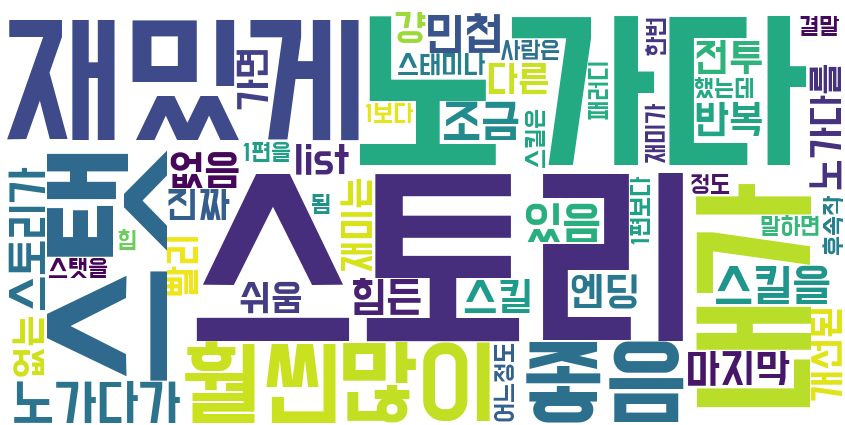 재밌게
노가다
스토리
스탯
내가
훨씬
많이
좋음
가면
걍
민첩
사람은
스태미나
다른
1보다
조금
패러디
스킬은
한번
재미가
전투
했는데
반복
결말
노가다를
1편을
list
없음
진짜
스토리가
힘
스탯을
됨
빨리
재미는
있음
1편보다
정도
말하면
후속작
쉬움
힘든
스킬
엔딩
스킬을
없는
노가다가
어느정도
마지막
개선된